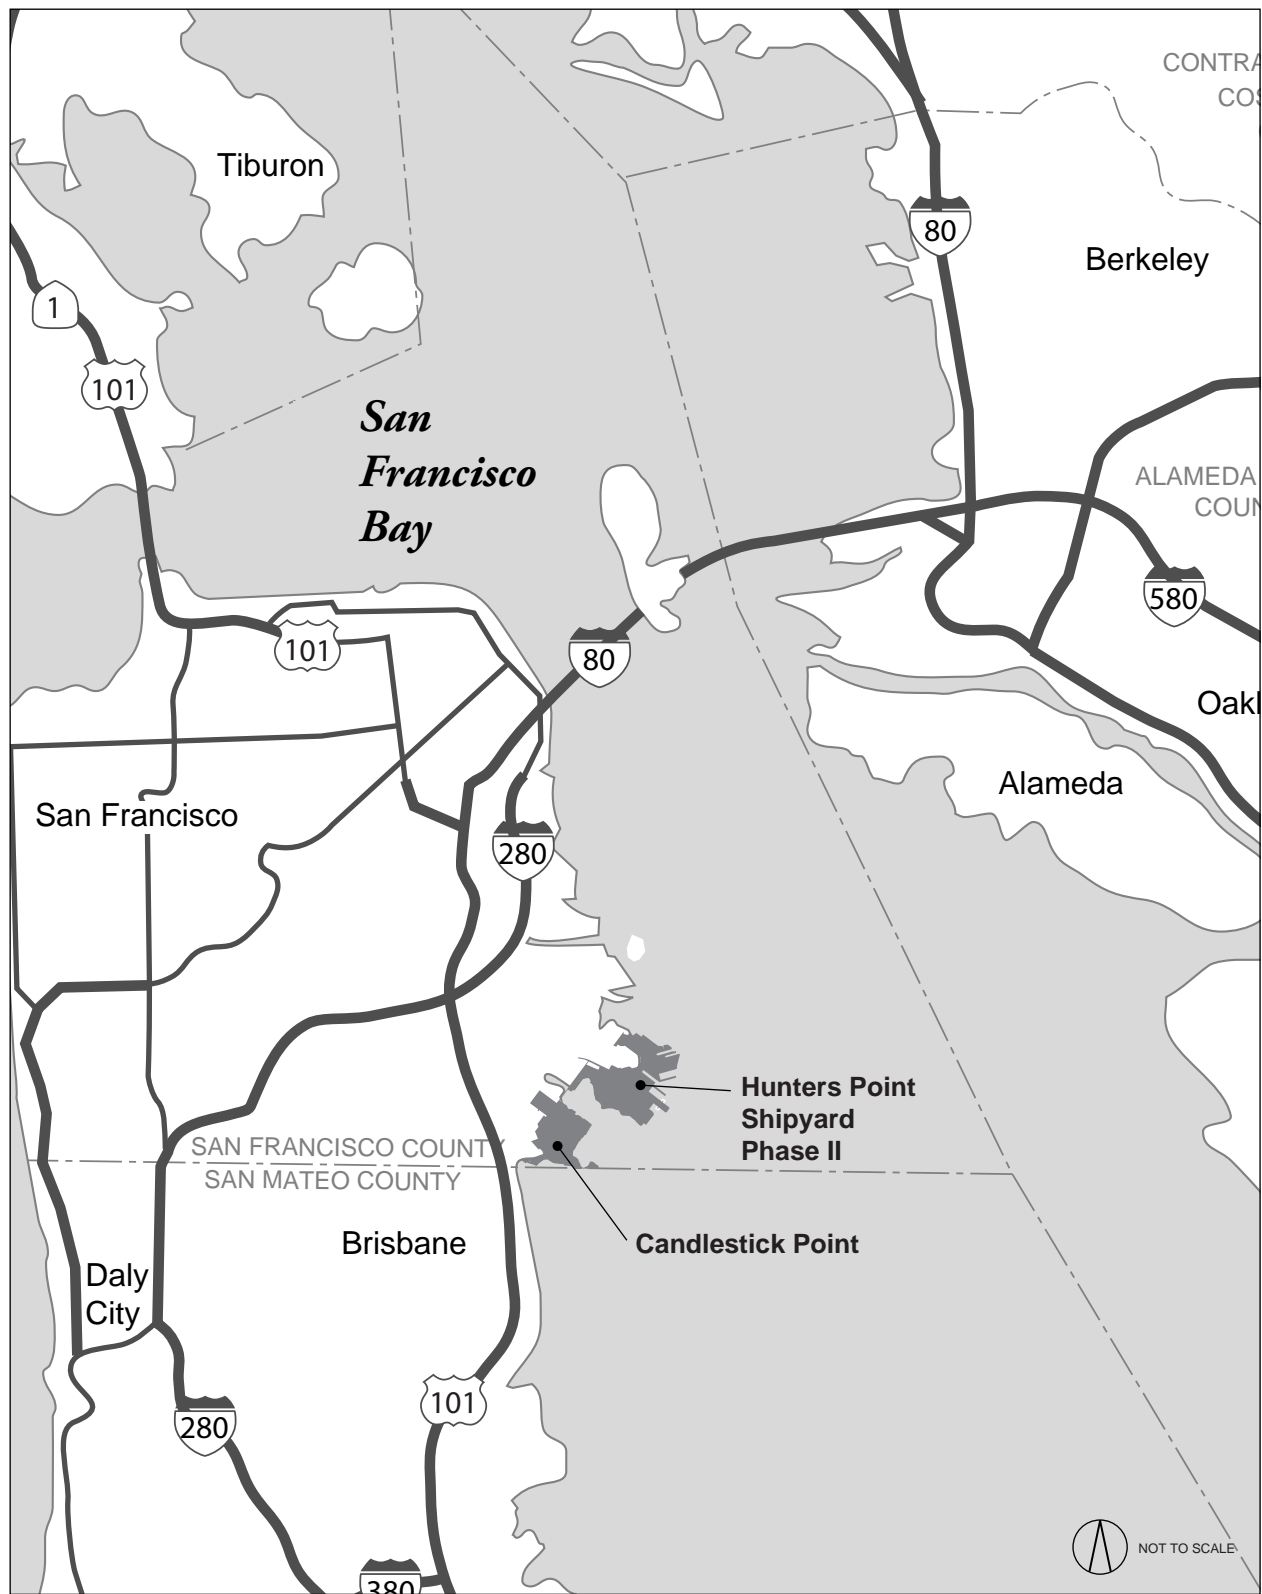 CONTRA
COS
Tiburon
80
Berkeley
1
101
San
Francisco
Bay
ALAMEDA
COUN
580
101
80
Oakl
Alameda
San Francisco
280
Hunters Point
Shipyard
Phase II
SAN FRANCISCO COUNTY
SAN MATEO COUNTY
Brisbane
Candlestick Point
Daly
City
101
280
NOT TO SCALE
380